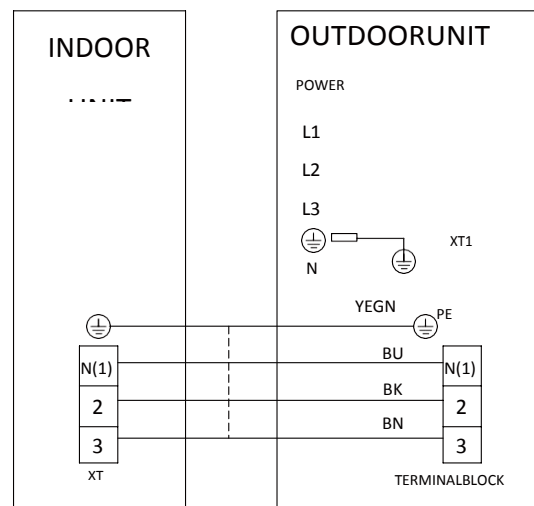 INDOOR
OUTDOORUNIT
POWER
L1
L2
L3
XT1
N
YEGN
PE
BU
N(1)
N(1)
BK
2
2
BN
3
3
XT
TERMINALBLOCK